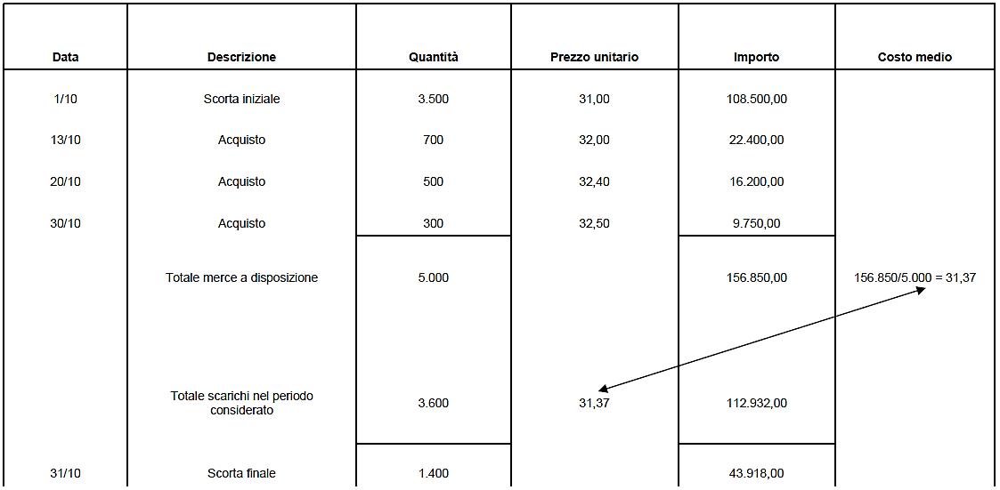 Data Descrizione Quantità Prezzo unitario Importo Costo medio
1/10 Scorta iniziale 3.500 31,00 108.500,00
13/10 Acquisto 700 32,00 22.400,00
20/10 Acquisto 500 32,40 16.200,00
30/10 Acquisto 300 32,50 9.750,00
Totale merce a disposizione 5.000 156.850,00 156.850/5.000 = 31,37
Totale scarichi nel periodo
considerato 3.600 31,37 112.932,00
31/10 Scorta finale 1.400 43.918,00